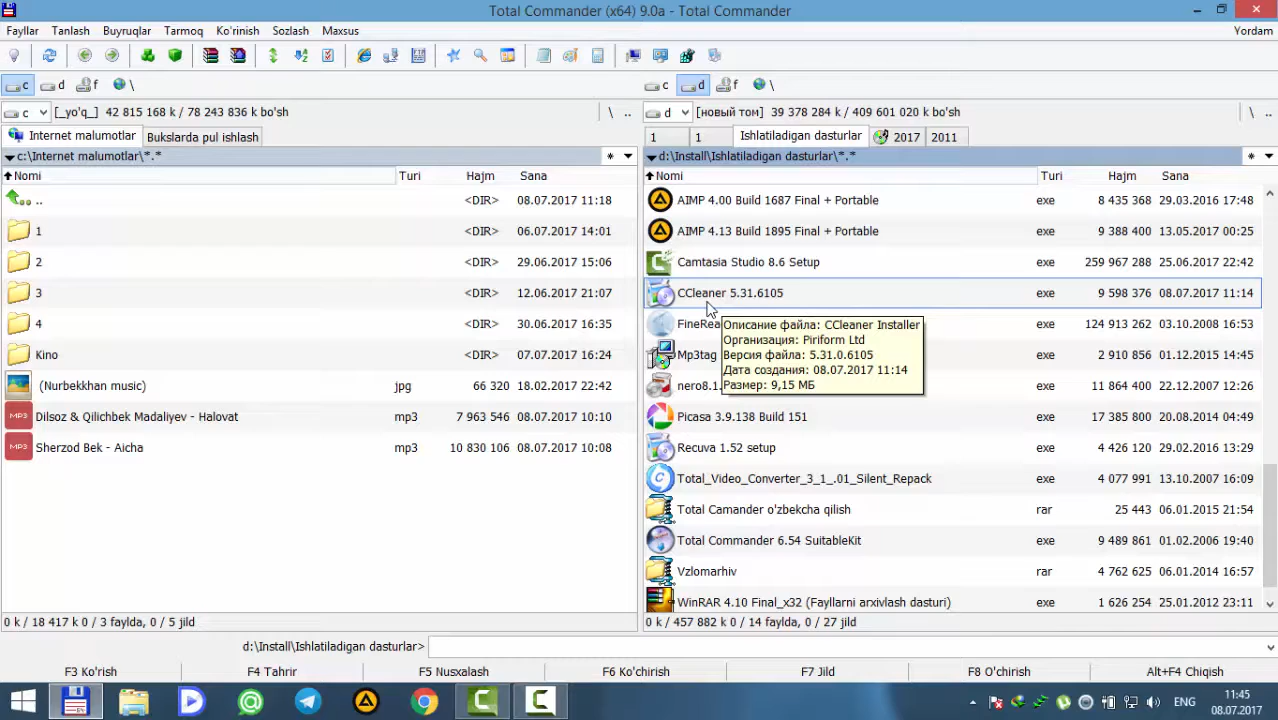 Total Commander (x64) 9.0a - Total Commander
Fayllar Tanlash Buyruqlar Tarmoq Ko'rinish Sozlash Maxsus Yordam
c d f \
c d f \
c [_yo'q_] 42 815 168 k / 78 243 836 k bo'sh \ ..
d [новый том] 39 378 284 k / 409 601 020 k bo'sh \ ..
Internet malumotlar Bukslarda pul ishlash
1 1 Ishlatiladigan dasturlar 2017 2011
c:\Internet malumotlar\*.* *
d:\Install\Ishlatiladigan dasturlar\*.* *
Nomi Turi Hajm Sana
.. <DIR> 08.07.2017 11:18
1 <DIR> 06.07.2017 14:01
2 <DIR> 29.06.2017 15:06
3 <DIR> 12.06.2017 21:07
4 <DIR> 30.06.2017 16:35
Kino <DIR> 07.07.2017 16:24
(Nurbekkhan music) jpg 66 320 18.02.2017 22:42
MP3 Dilsoz & Qilichbek Madaliyev - Halovat mp3 7 963 546 08.07.2017 10:10
MP3 Sherzod Bek - Aicha mp3 10 830 106 08.07.2017 10:08
0 k / 18 417 k 0 / 3 faylda, 0 / 5 jild
Nomi Turi Hajm Sana
AIMP 4.00 Build 1687 Final + Portable exe 8 435 368 29.03.2016 17:48
AIMP 4.13 Build 1895 Final + Portable exe 9 388 400 13.05.2017 00:25
Camtasia Studio 8.6 Setup exe 259 967 288 25.06.2017 22:42
CCleaner 5.31.6105 exe 9 598 376 08.07.2017 11:14
FineRea exe 124 913 262 03.10.2008 16:53
Mp3tag exe 2 910 856 01.12.2015 14:45
nero8.1. exe 11 864 400 22.12.2007 12:26
Описание файла: CCleaner Installer
Организация: Piriform Ltd
Версия файла: 5.31.0.6105
Дата создания: 08.07.2017 11:14
Размер: 9,15 МБ
Picasa 3.9.138 Build 151 exe 17 385 800 20.08.2014 04:49
Recuva 1.52 setup exe 4 426 120 29.02.2016 13:29
Total_Video_Converter_3_1_.01_Silent_Repack exe 4 077 991 13.10.2007 16:09
Total Camander o'zbekcha qilish rar 25 443 06.01.2015 21:54
Total Commander 6.54 SuitableKit exe 9 489 861 01.02.2006 19:40
Vzlomarhiv rar 4 762 625 06.01.2014 16:57
WinRAR 4.10 Final_x32 (Fayllarni arxivlash dasturi) exe 1 626 254 25.01.2012 23:11
0 k / 457 882 k 0 / 14 faylda, 0 / 27 jild
d:\Install\Ishlatiladigan dasturlar>
F3 Ko'rish F4 Tahrir F5 Nusxalash F6 Ko'chirish F7 Jild F8 O'chirish Alt+F4 Chiqish
ENG
11:45
08.07.2017